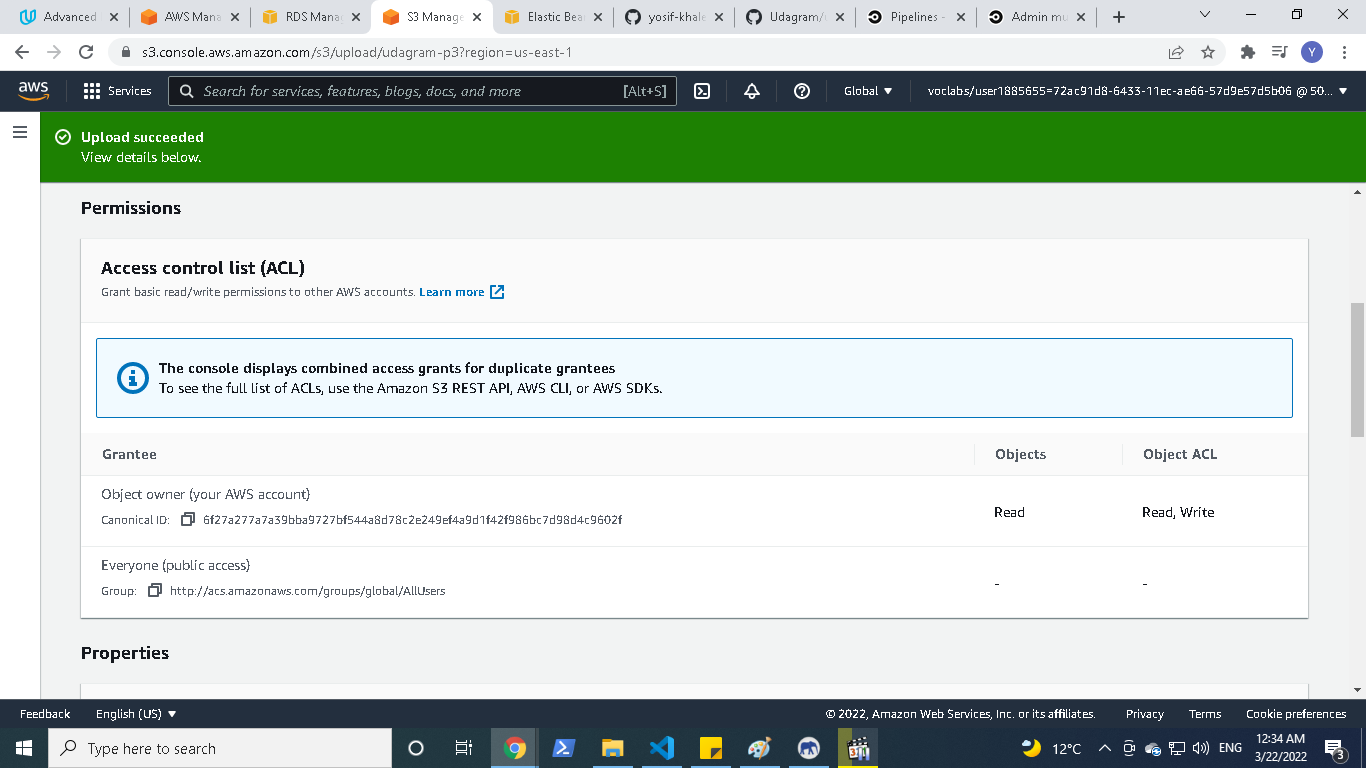 Advanced
AWS Mana
RDS Mana
S3 Manage
Elastic Bea
yosif-khale
Udagram/
Pipelines -
Admin mu
s3.console.aws.amazon.com/s3/upload/udagram-p3?region=us-east-1
Y
aws
Services
Search for services, features, blogs, docs, and more
[Alt+S]
Global
voclabs/user1885655=72ac91d8-6433-11ec-ae66-57d9e57d5b06 @ 50...
Upload succeeded
View details below.
Permissions
Access control list (ACL)
Grant basic read/write permissions to other AWS accounts. Learn more
The console displays combined access grants for duplicate grantees
To see the full list of ACLs, use the Amazon S3 REST API, AWS CLI, or AWS SDKs.
Grantee
Objects
Object ACL
Object owner (your AWS account)
Canonical ID: 6f27a277a7a39bba9727bf544a8d78c2e249ef4a9d1f42f986bc7d98d4c9602f
Read
Read, Write
Everyone (public access)
Group: http://acs.amazonaws.com/groups/global/AllUsers
-
-
Properties
Feedback
English (US)
© 2022, Amazon Web Services, Inc. or its affiliates.
Privacy
Terms
Cookie preferences
Type here to search
12°C
ENG
12:34 AM
3/22/2022
3